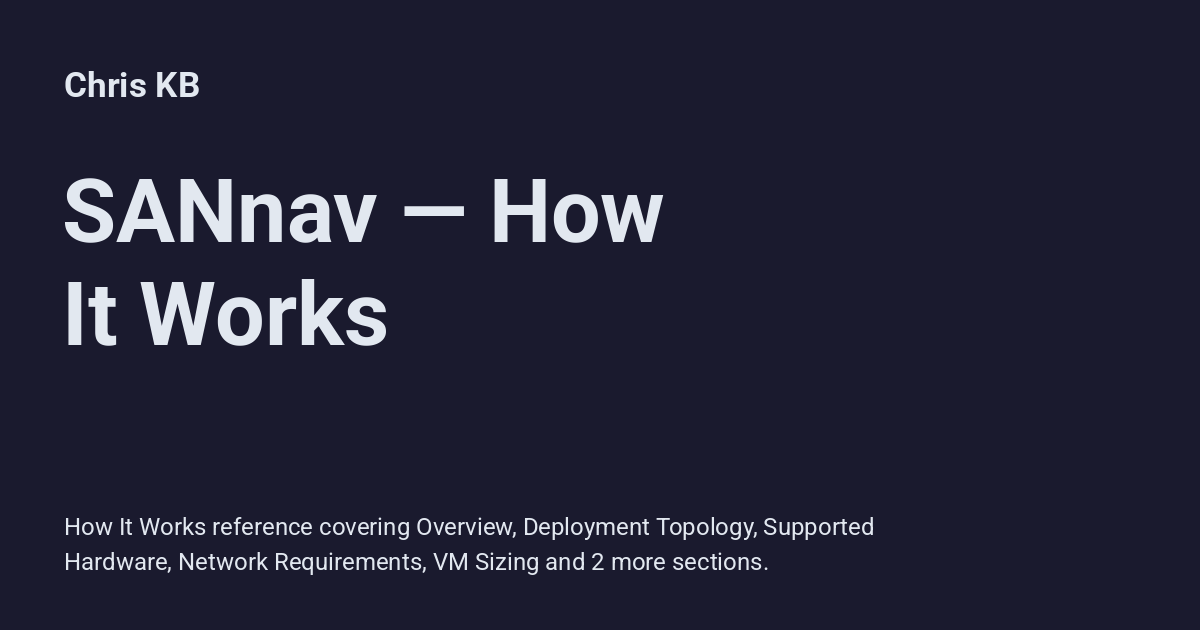 Chris KB
SANnav — How
It Works
How It Works reference covering Overview, Deployment Topology, Supported
Hardware, Network Requirements, VM Sizing and 2 more sections.